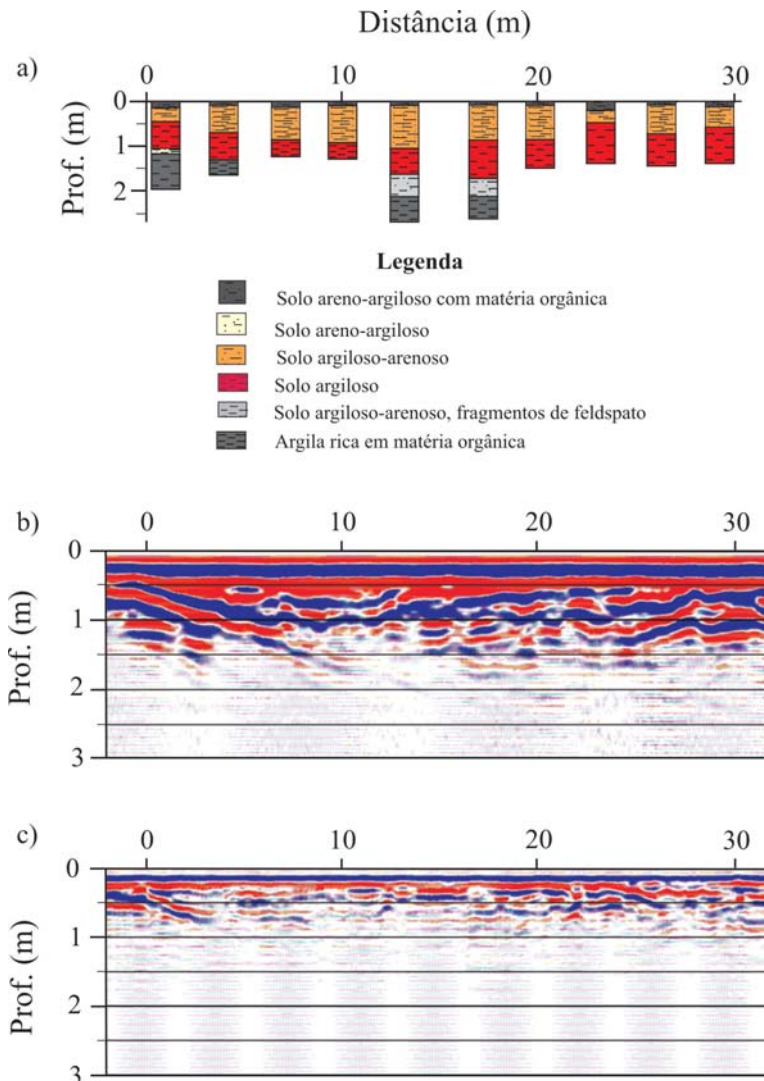 Distância (m)
a)
0 10 20 30
0
1
2
Prof. (m)
Legenda
Solo areno-argiloso com matéria orgânica
Solo areno-argiloso
Solo argiloso-arenoso
Solo argiloso
Solo argiloso-arenoso, fragmentos de feldspato
Argila rica em matéria orgânica
b)
0 10 20 30
0
1
2
3
Prof. (m)
c)
0 10 20 30
0
1
2
3
Prof. (m)